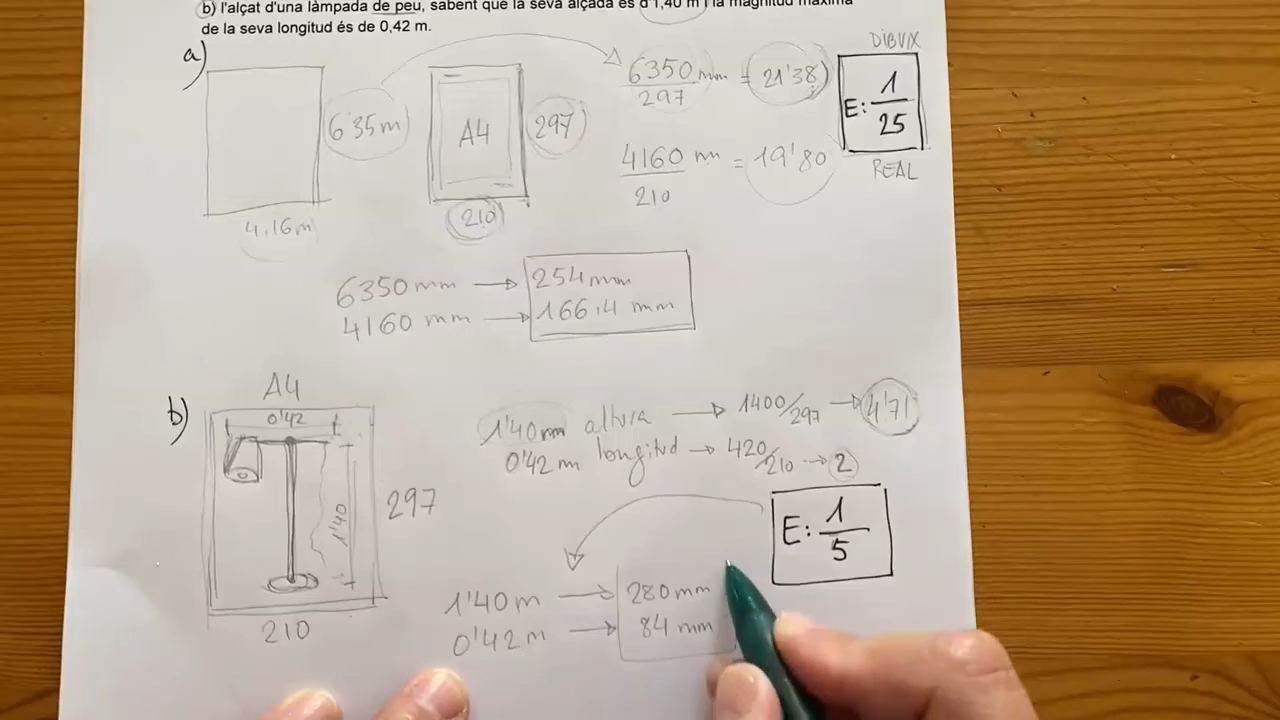 b) l'alçat d'una làmpada de peu, sabent que la seva alçada és d'1,40 m i la magnitud màxima
de la seva longitud és de 0,42 m.
a)
6'35m
4,16m
A4
297
210
6350 mm = 21'38
297
4160 m = 19'80
210
DIBUIX
E: 1
25
REAL
6350 mm → 254 mm
4160 mm → 166,4 mm
b)
A4
0'42
1'40
297
210
1'40mm altura → 1400/297 → 4'71
0'42 m longitud → 420/210 → 2
E: 1
5
1'40 m → 280 mm
0'42 m → 84 mm